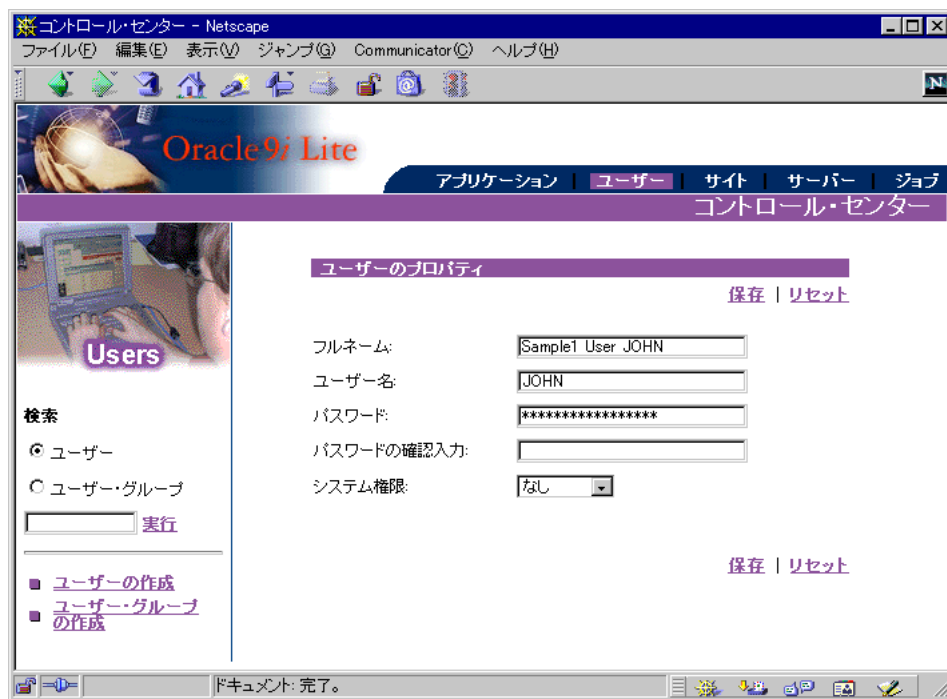 コントロール・センター - Netscape
ファイル(F) 編集(E) 表示(V) ジャンプ(G) Communicator(C) ヘルプ(H)
N
Oracle9i Lite
アプリケーション ユーザー サイト サーバー ジョブ
コントロール・センター
Users
検索
ユーザー
ユーザー・グループ
実行
ユーザーの作成
ユーザー・グループ
の作成
ユーザーのプロパティ
保存 | リセット
フルネーム: Sample1 User JOHN
ユーザー名: JOHN
パスワード: *****************
パスワードの確認入力:
システム権限: なし
保存 | リセット
ドキュメント: 完了。